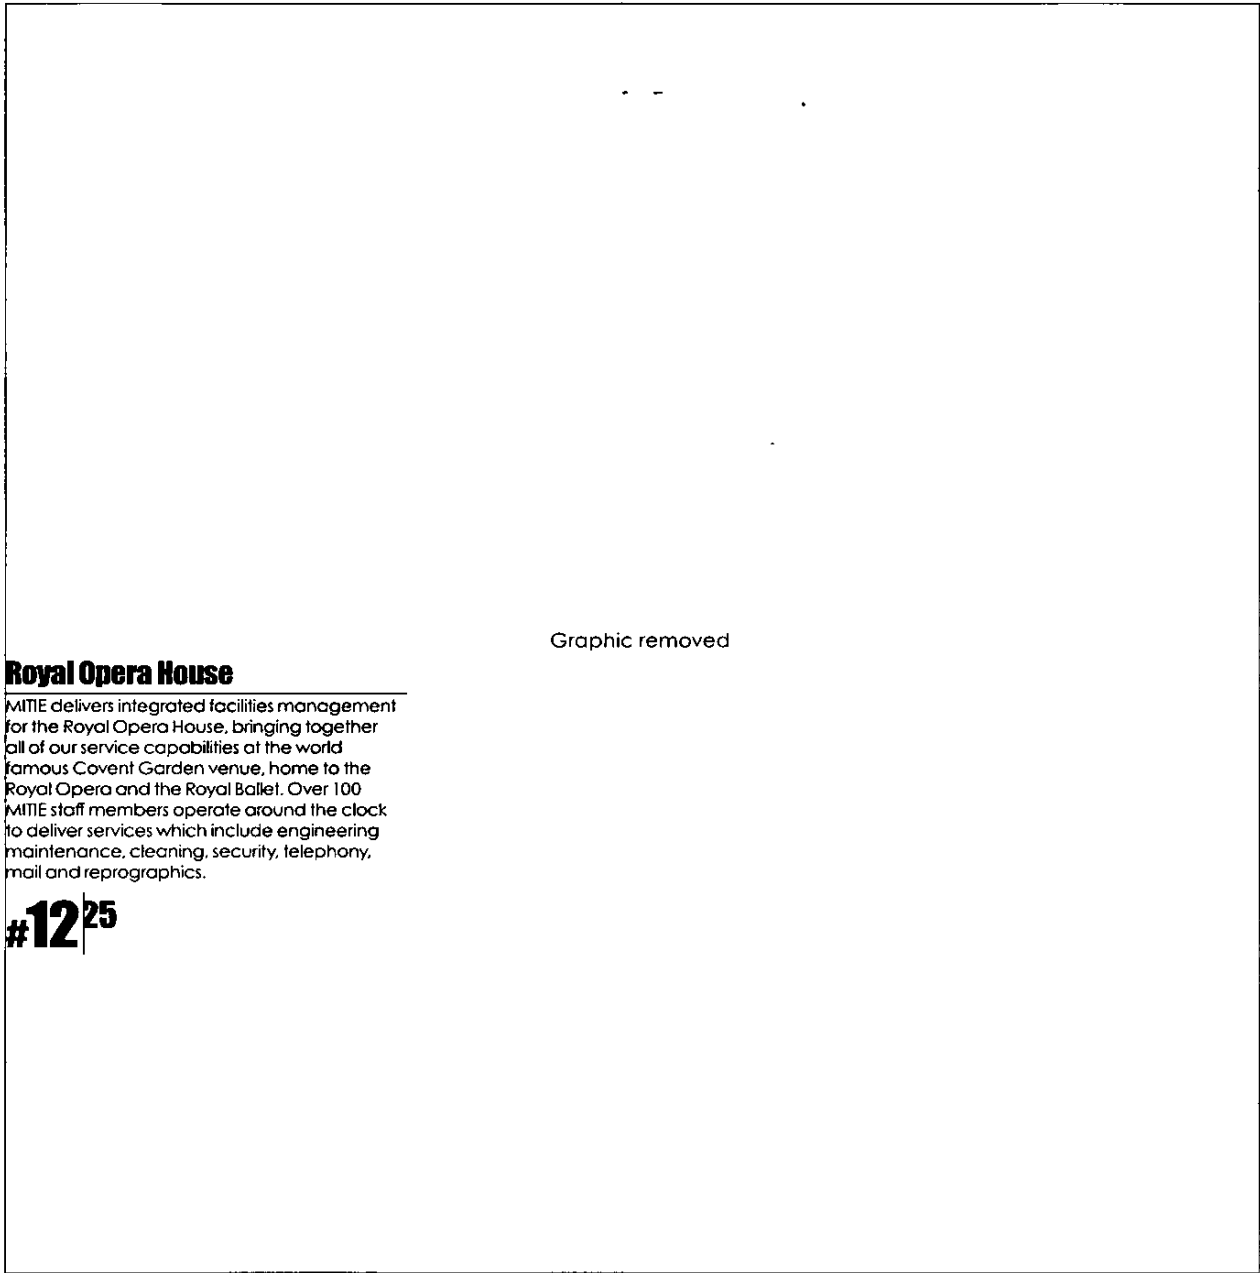 Graphic removed
Royal Opera House
MITIE delivers integrated facilities management
for the Royal Opera House, bringing together
all of our service capabilities at the world
famous Covent Garden venue, home to the
Royal Opera and the Royal Ballet. Over 100
MITIE staff members operate around the clock
to deliver services which include engineering
maintenance, cleaning, security, telephony,
mail and reprographics.
#12 25